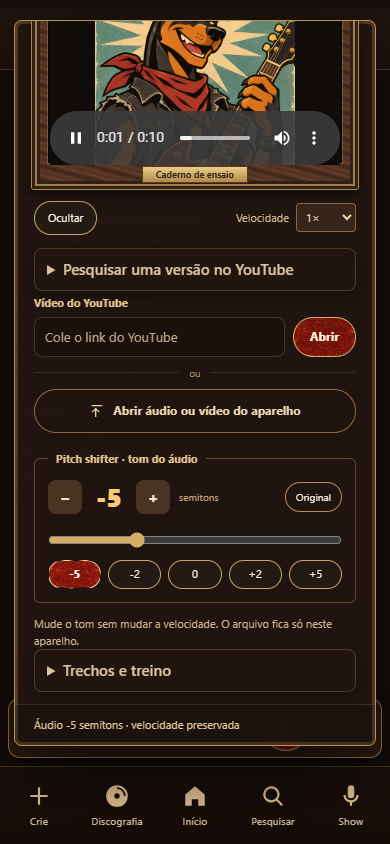 0:01 / 0:10
Caderno de ensaio
Ocultar
Velocidade
1×
Pesquisar uma versão no YouTube
Vídeo do YouTube
Cole o link do YouTube
Abrir
ou
Abrir áudio ou vídeo do aparelho
Pitch shifter · tom do áudio
− -5 + semitons
Original
-5 -2 0 +2 +5
Mude o tom sem mudar a velocidade. O arquivo fica só neste
aparelho.
Trechos e treino
Áudio -5 semitons · velocidade preservada
Crie Discografia Início Pesquisar Show